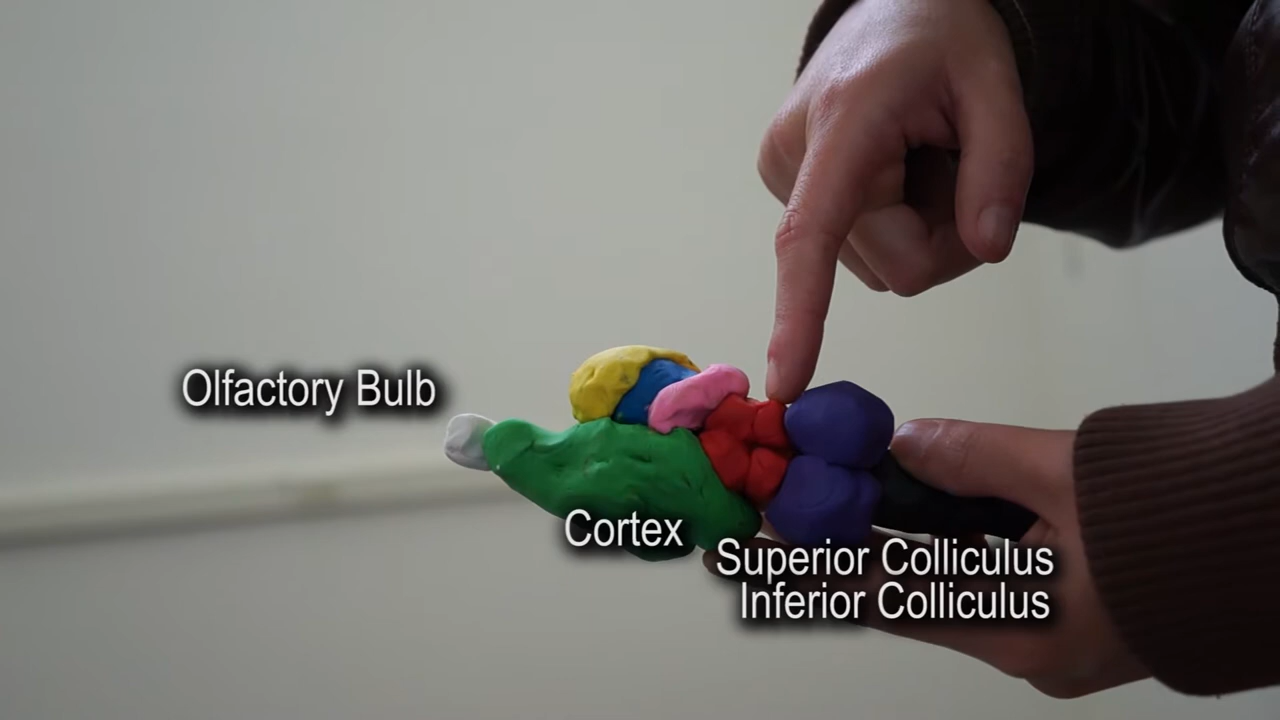 Olfactory Bulb
Cortex
Superior Colliculus
Inferior Colliculus